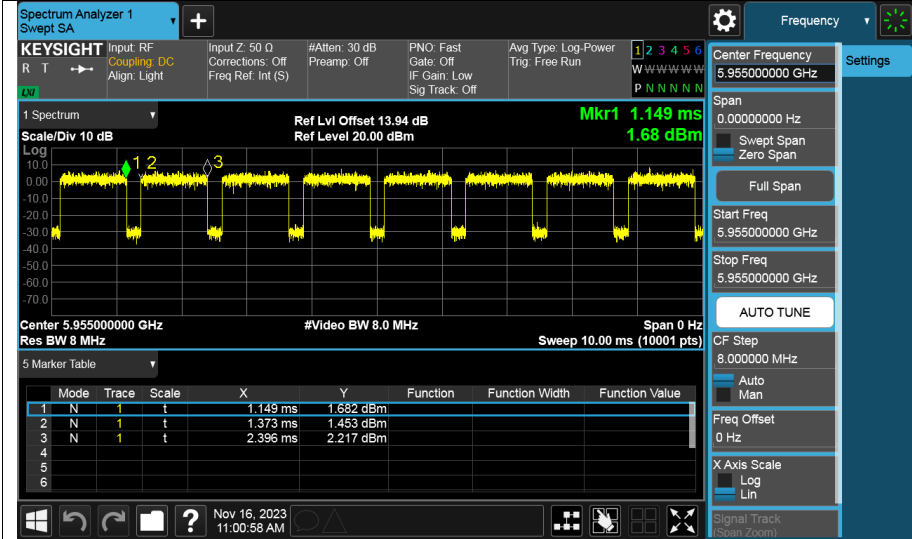 Spectrum Analyzer 1
Swept SA
Frequency
KEYSIGHT
R T
LXI
Input: RF
Coupling: DC
Align: Light
Input Z: 50 Ω
Corrections: Off
Freq Ref: Int (S)
#Atten: 30 dB
Preamp: Off
PNO: Fast
Gate: Off
IF Gain: Low
Sig Track: Off
Avg Type: Log-Power
Trig: Free Run
1 2 3 4 5 6
W W W W W W
P N N N N N
1 Spectrum
Scale/Div 10 dB
Ref Lvl Offset 13.94 dB
Ref Level 20.00 dBm
Mkr1 1.149 ms
1.68 dBm
Log
10.0
0.00
-10.0
-20.0
-30.0
-40.0
-50.0
-60.0
-70.0
1 2 3
Center 5.955000000 GHz
#Video BW 8.0 MHz
Span 0 Hz
Res BW 8 MHz
Sweep 10.00 ms (10001 pts)
5 Marker Table
Mode Trace Scale X Y Function Function Width Function Value
1 N 1 t 1.149 ms 1.682 dBm
2 N 1 t 1.373 ms 1.453 dBm
3 N 1 t 2.396 ms 2.217 dBm
4
5
6
Nov 16, 2023
11:00:58 AM
?
Center Frequency
5.955000000 GHz
Settings
Span
0.00000000 Hz
Swept Span
Zero Span
Full Span
Start Freq
5.955000000 GHz
Stop Freq
5.955000000 GHz
AUTO TUNE
CF Step
8.000000 MHz
Auto
Man
Freq Offset
0 Hz
X Axis Scale
Log
Lin
Signal Track
(Span Zoom)